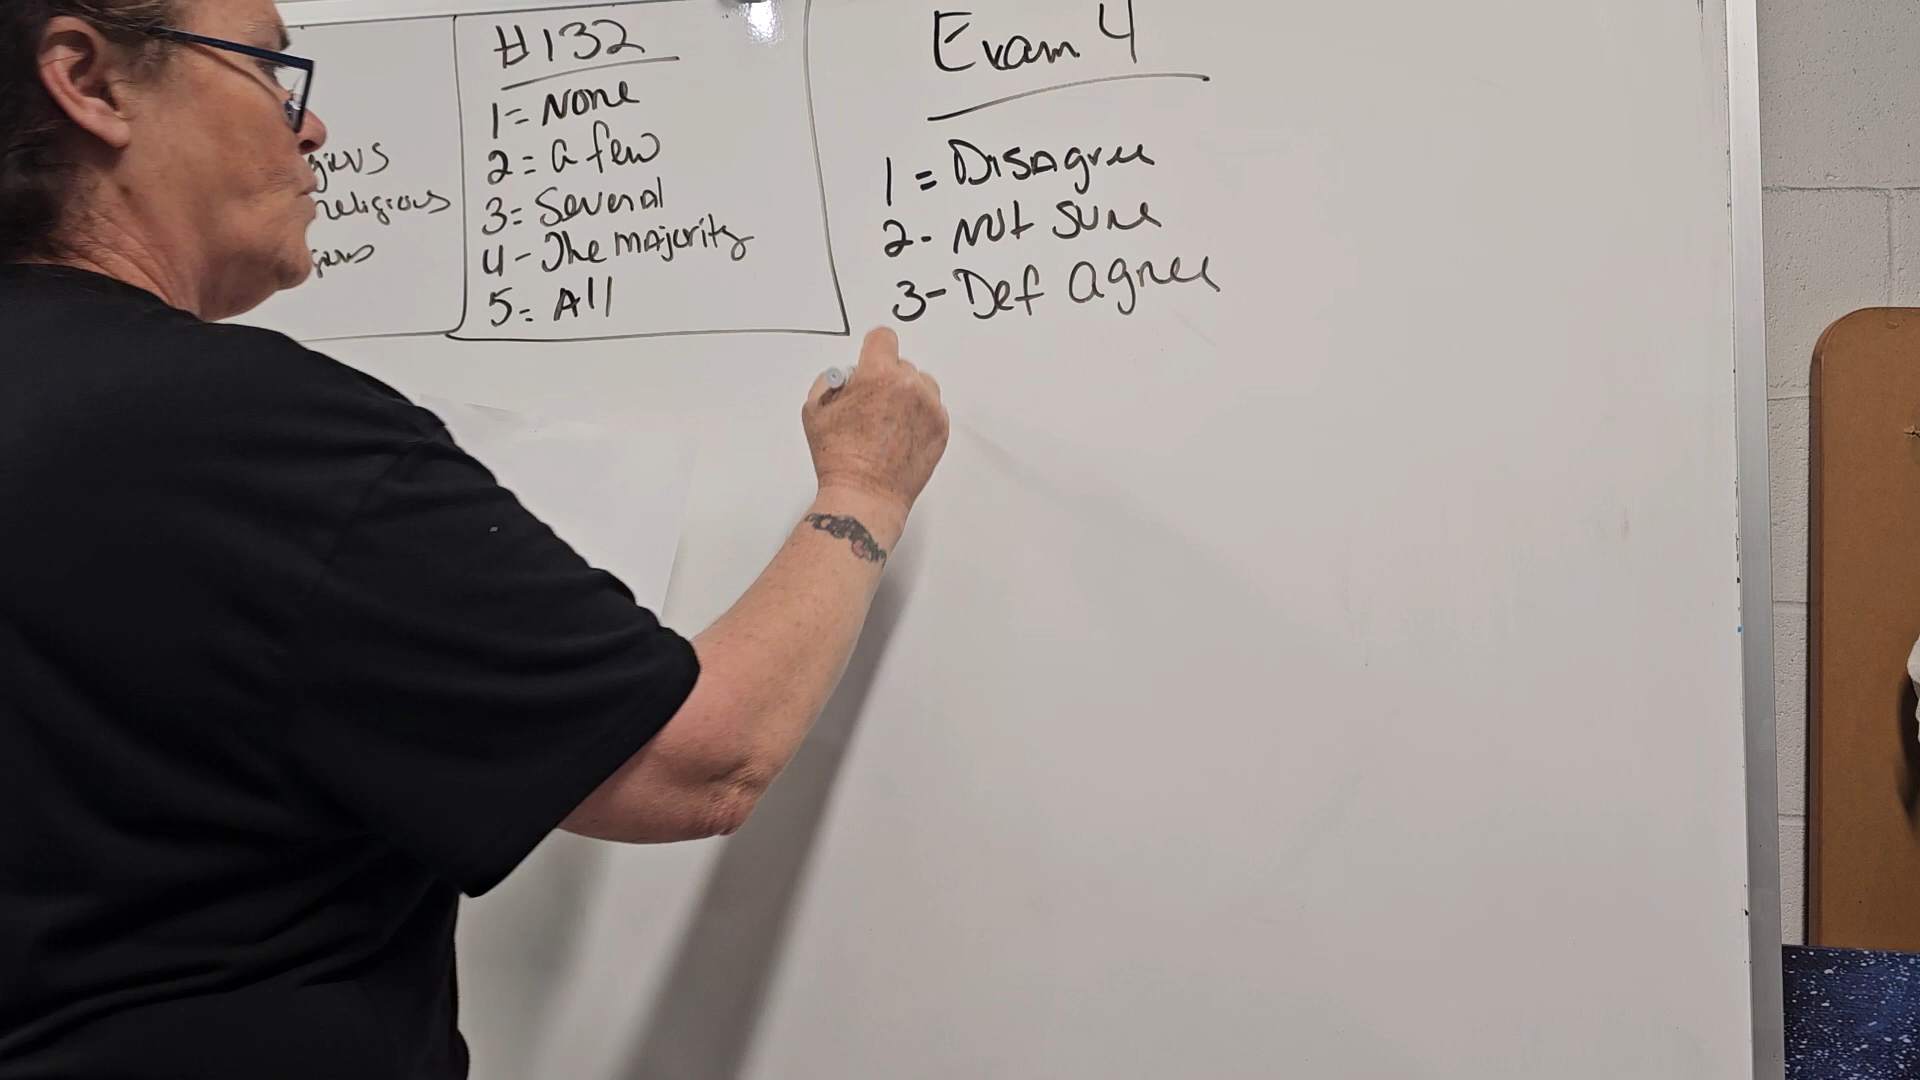 religious
#132
1= None
2= a few
3= Several
4- The majority
5= All
Exam 4
1 = Disagree
2- Not sure
3- Def agree